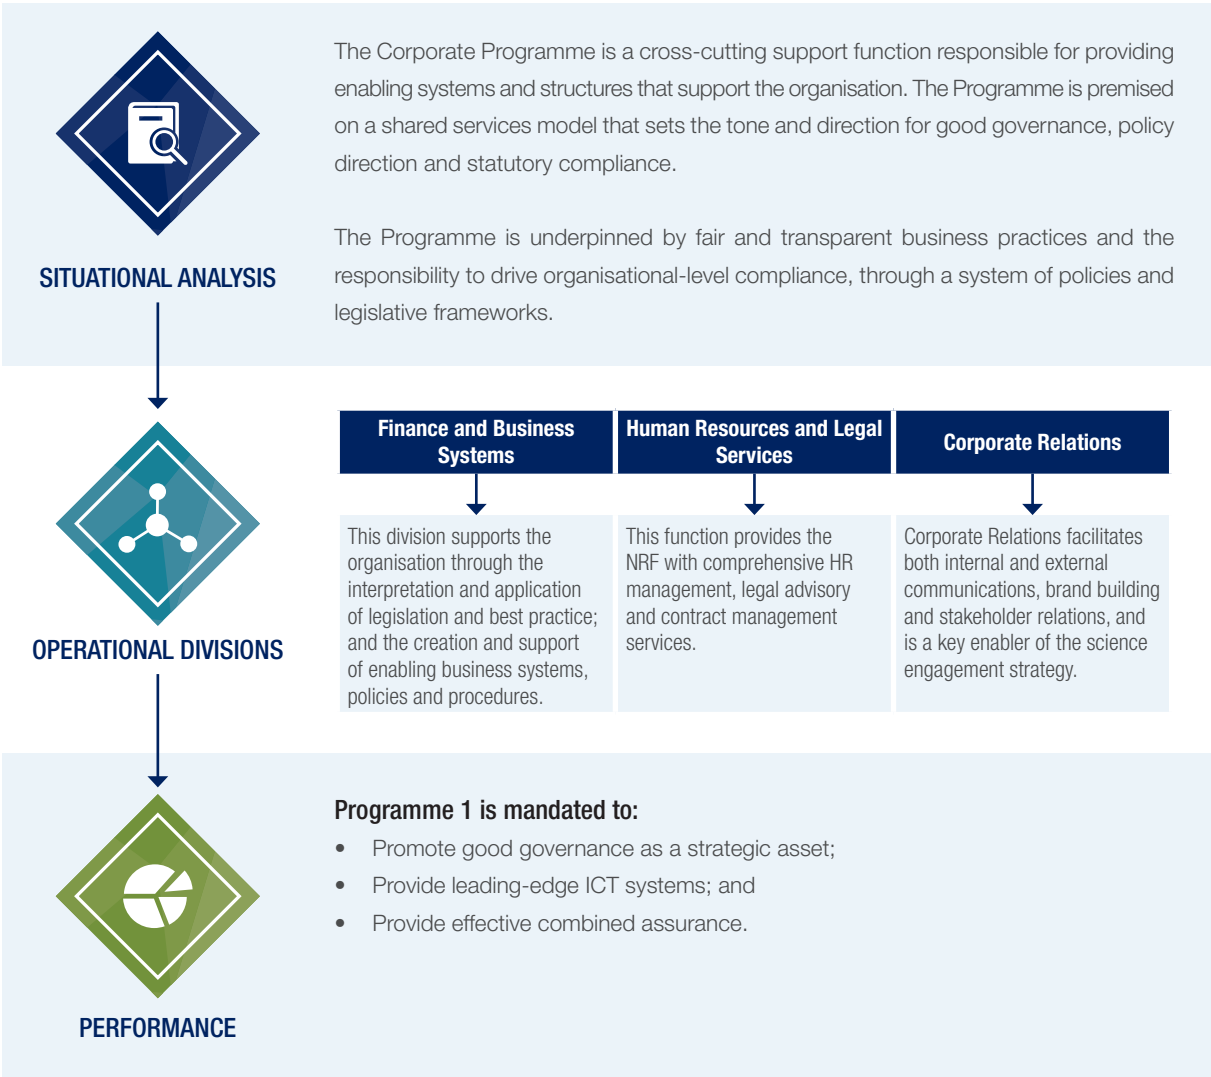 The Corporate Programme is a cross-cutting support function responsible for providing
enabling systems and structures that support the organisation. The Programme is premised
on a shared services model that sets the tone and direction for good governance, policy
direction and statutory compliance.
The Programme is underpinned by fair and transparent business practices and the
responsibility to drive organisational-level compliance, through a system of policies and
legislative frameworks.
SITUATIONAL ANALYSIS
Finance and Business
Systems
This division supports the
organisation through the
interpretation and application
of legislation and best practice;
and the creation and support
of enabling business systems,
policies and procedures.
Human Resources and Legal
Services
This function provides the
NRF with comprehensive HR
management, legal advisory
and contract management
services.
Corporate Relations
Corporate Relations facilitates
both internal and external
communications, brand building
and stakeholder relations, and
is a key enabler of the science
engagement strategy.
OPERATIONAL DIVISIONS
Programme 1 is mandated to:
• Promote good governance as a strategic asset;
• Provide leading-edge ICT systems; and
• Provide effective combined assurance.
PERFORMANCE